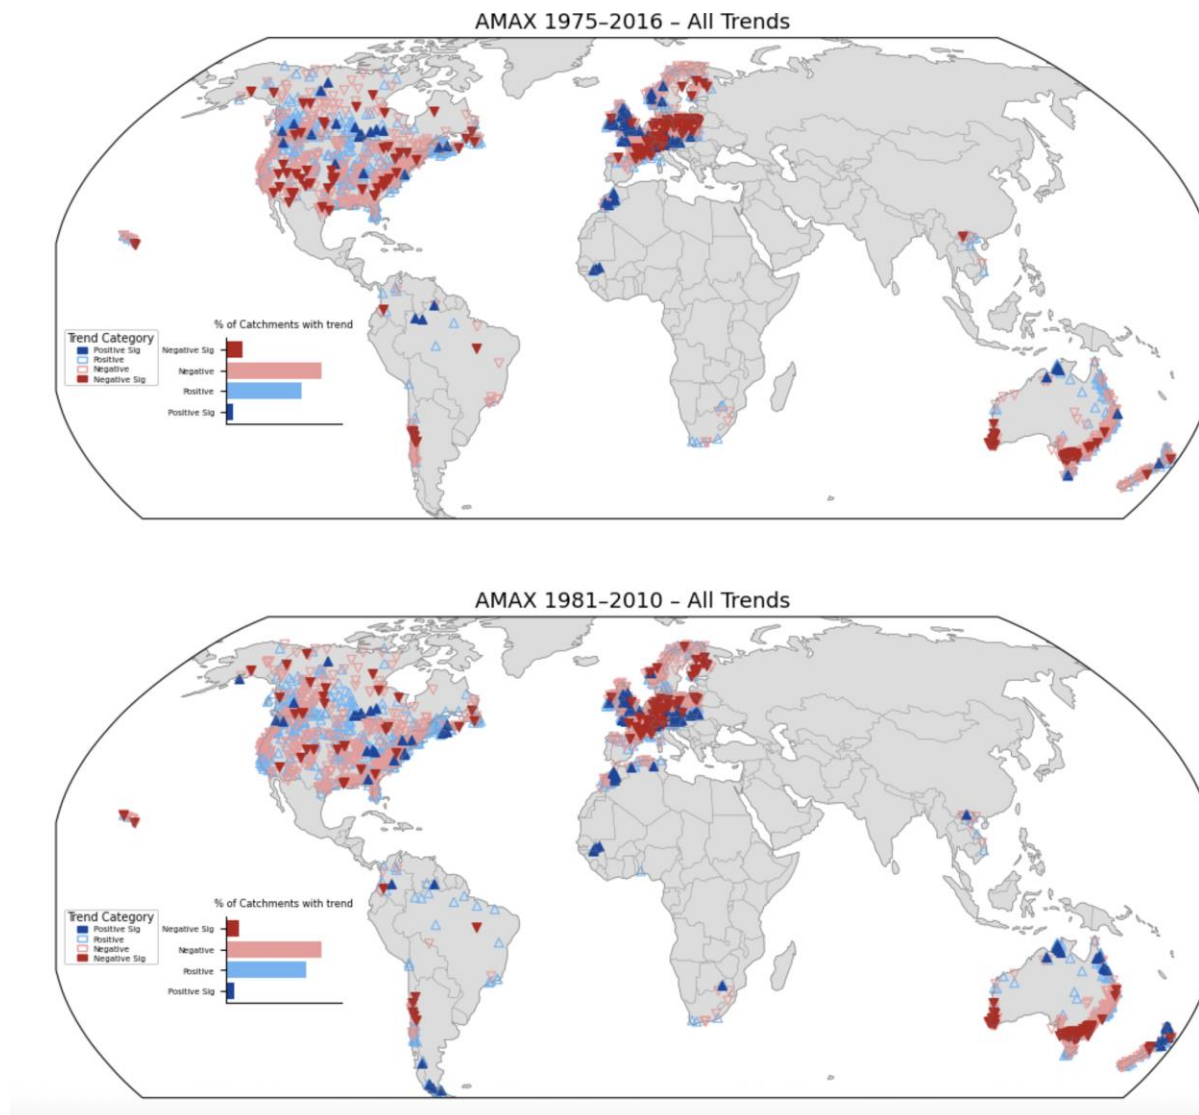 AMAX 1975–2016 – All Trends
% of Catchments with trend
Trend Category
Positive Sig
Positive
Negative
Negative Sig
Negative Sig
Negative
Positive
Positive Sig
AMAX 1981–2010 – All Trends
% of Catchments with trend
Trend Category
Positive Sig
Positive
Negative
Negative Sig
Negative Sig
Negative
Positive
Positive Sig